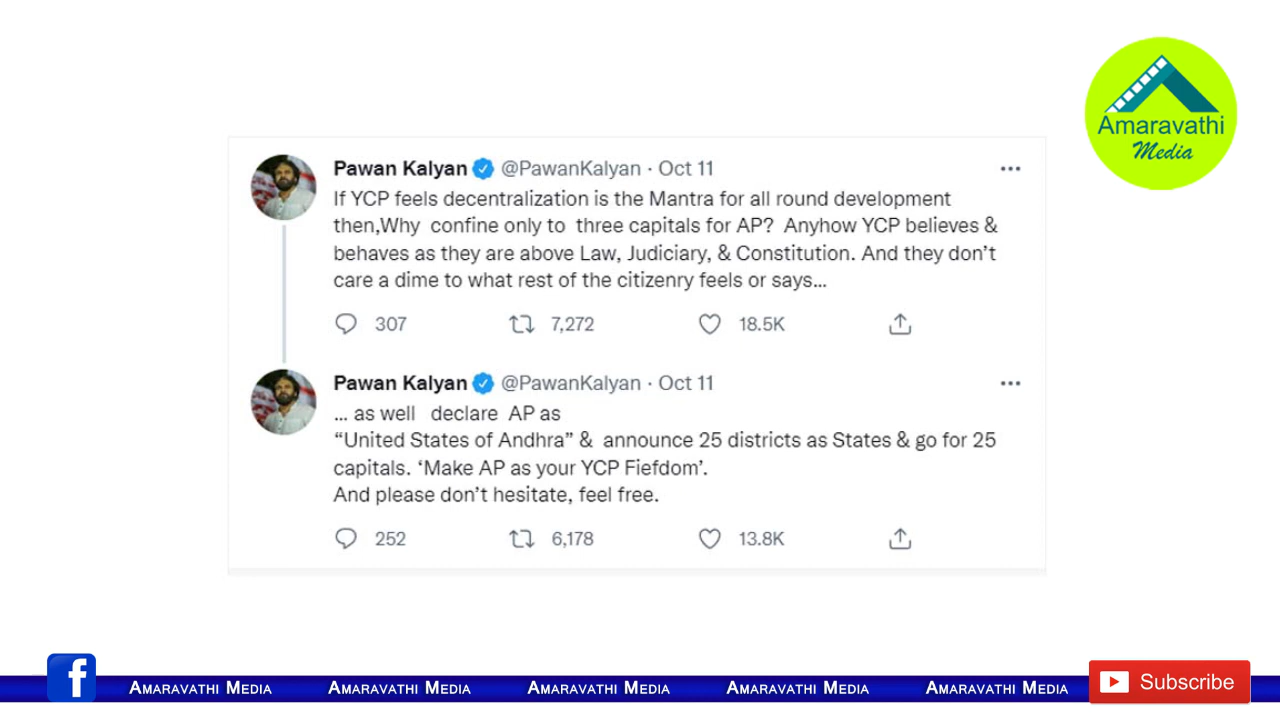 Amaravathi
Media
Pawan Kalyan @PawanKalyan · Oct 11
If YCP feels decentralization is the Mantra for all round development
then,Why confine only to three capitals for AP? Anyhow YCP believes &
behaves as they are above Law, Judiciary, & Constitution. And they don’t
care a dime to what rest of the citizenry feels or says...
307 7,272 18.5K
Pawan Kalyan @PawanKalyan · Oct 11
... as well declare AP as
“United States of Andhra” & announce 25 districts as States & go for 25
capitals. ‘Make AP as your YCP Fiefdom’.
And please don’t hesitate, feel free.
252 6,178 13.8K
f Amaravathi Media Amaravathi Media Amaravathi Media Amaravathi Media Amaravathi Media Subscribe